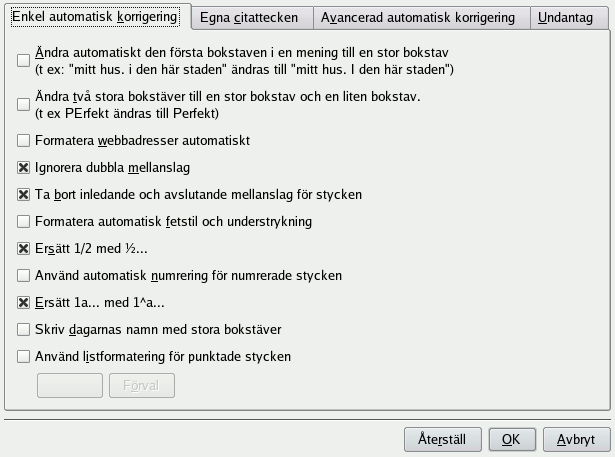 Enkel automatisk korrigering
Egna citattecken
Avancerad automatisk korrigering
Undantag
Ändra automatiskt den första bokstaven i en mening till en stor bokstav
(t ex: "mitt hus. i den här staden" ändras till "mitt hus. I den här staden")
Ändra två stora bokstäver till en stor bokstav och en liten bokstav.
(t ex PErfekt ändras till Perfekt)
Formatera webbadresser automatiskt
Ignorera dubbla mellanslag
Ta bort inledande och avslutande mellanslag för stycken
Formatera automatisk fetstil och understrykning
Ersätt 1/2 med ½...
Använd automatisk numrering för numrerade stycken
Ersätt 1a... med 1^a...
Skriv dagarnas namn med stora bokstäver
Använd listformatering för punktade stycken
Förval
Återställ
OK
Avbryt